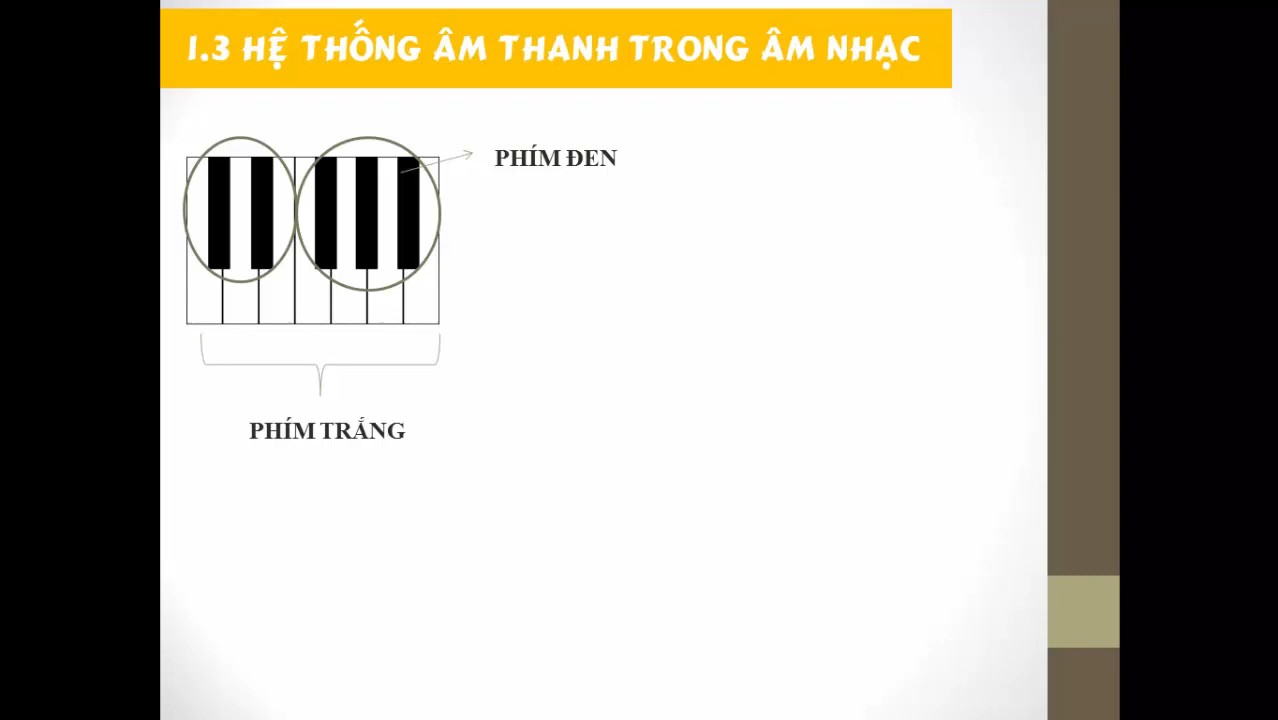 1.3 HỆ THỐNG ÂM THANH TRONG ÂM NHẠC
PHÍM ĐEN
PHÍM TRẮNG